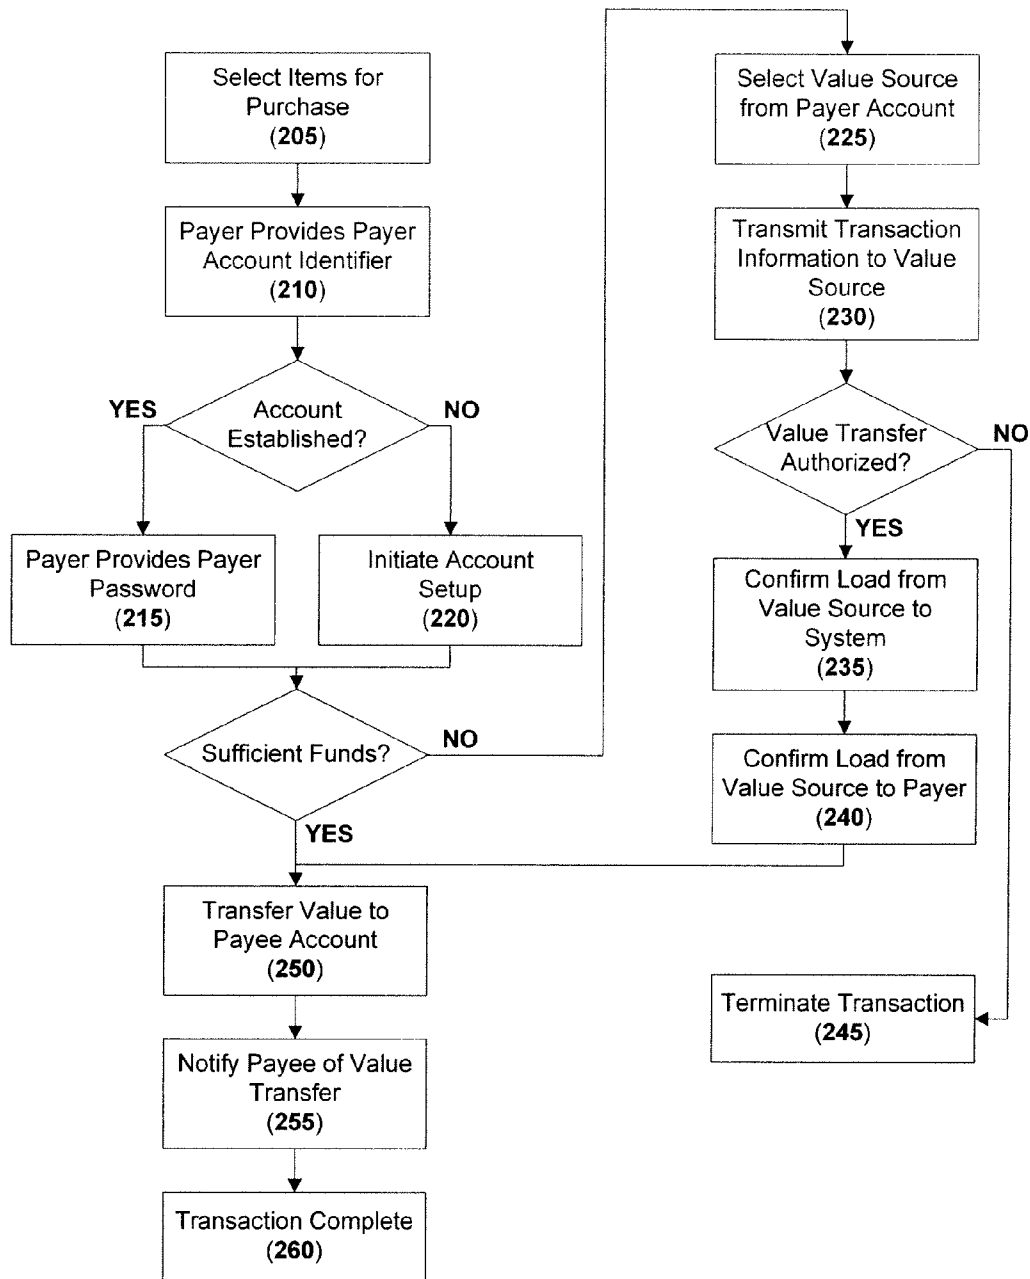 Select Items for
Purchase
(205)
Payer Provides Payer
Account Identifier
(210)
Account
Established?
YES
NO
Payer Provides Payer
Password
(215)
Initiate Account
Setup
(220)
Sufficient Funds?
NO
YES
Select Value Source
from Payer Account
(225)
Transmit Transaction
Information to Value
Source
(230)
Value Transfer
Authorized?
NO
YES
Confirm Load from
Value Source to
System
(235)
Confirm Load from
Value Source to Payer
(240)
Transfer Value to
Payee Account
(250)
Terminate Transaction
(245)
Notify Payee of Value
Transfer
(255)
Transaction Complete
(260)